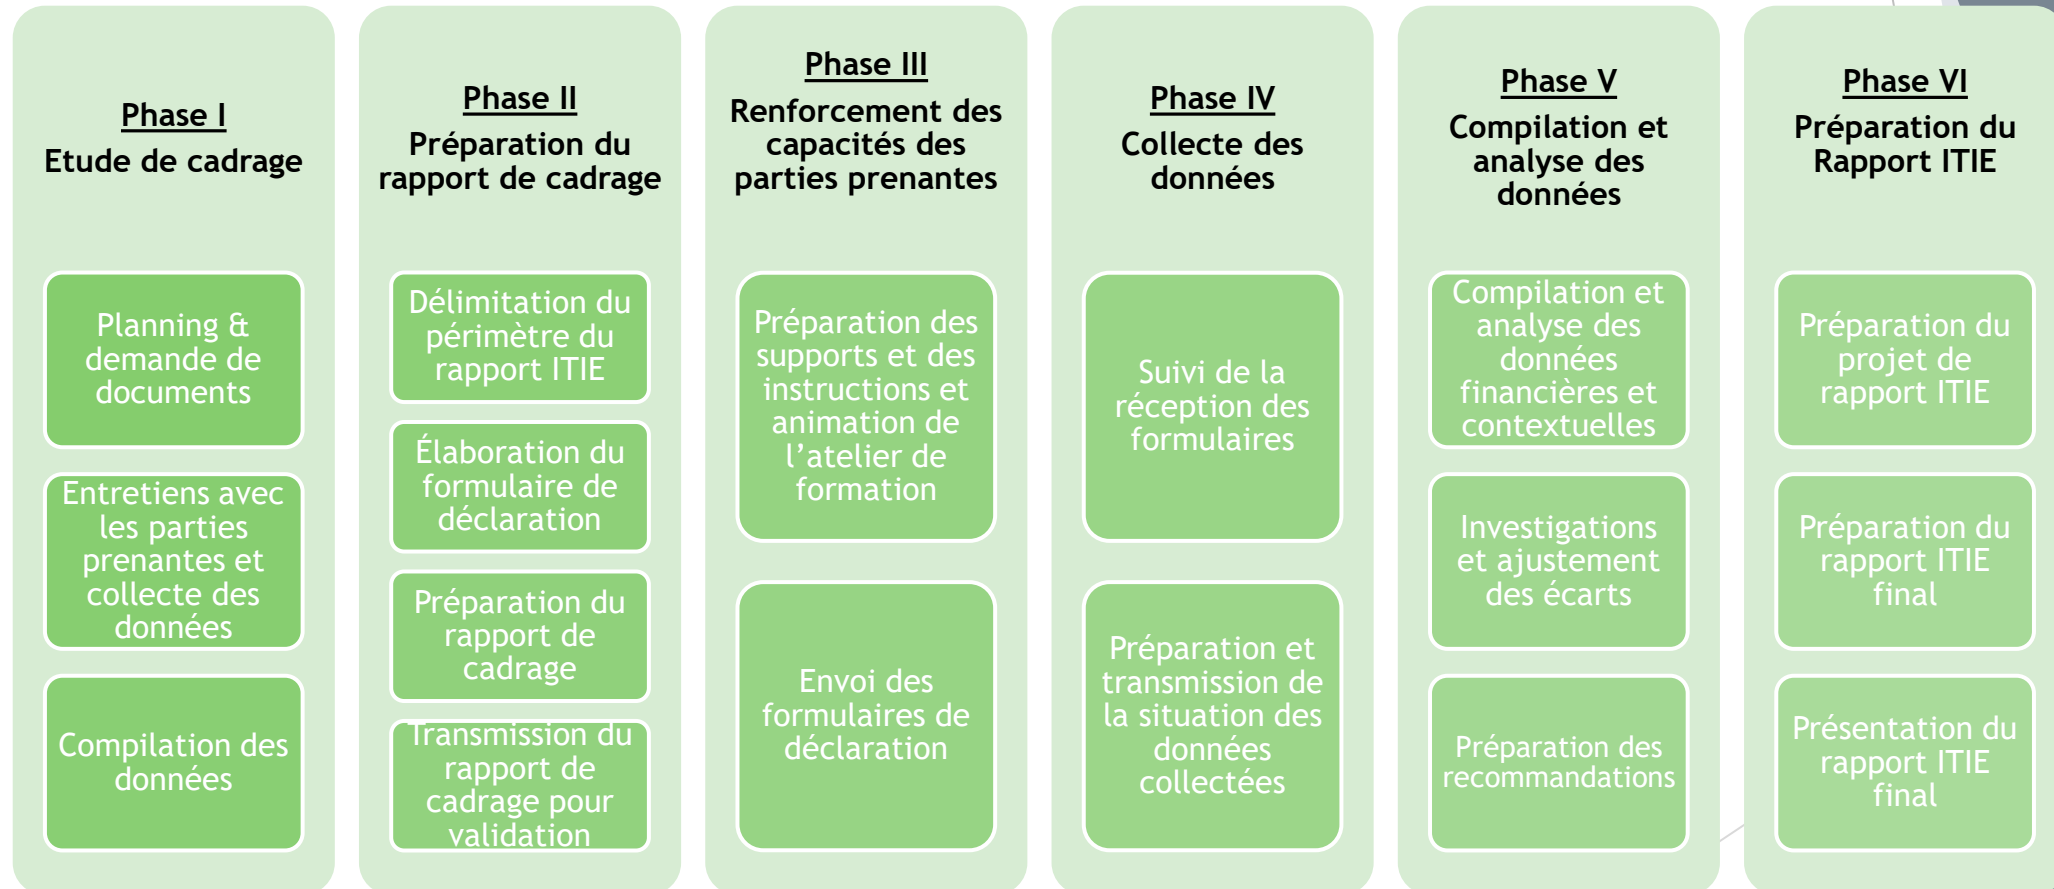 Phase I
Etude de cadrage
Planning &
demande de
documents
Entretiens avec
les parties
prenantes et
collecte des
données
Compilation des
données
Phase II
Préparation du
rapport de cadrage
Délimitation du
périmètre du
rapport ITIE
Élaboration du
formulaire de
déclaration
Préparation du
rapport de
cadrage
Transmission du
rapport de
cadrage pour
validation
Phase III
Renforcement des
capacités des
parties prenantes
Préparation des
supports et des
instructions et
animation de
l’atelier de
formation
Envoi des
formulaires de
déclaration
Phase IV
Collecte des
données
Suivi de la
réception des
formulaires
Préparation et
transmission de
la situation des
données
collectées
Phase V
Compilation et
analyse des
données
Compilation et
analyse des
données
financières et
contextuelles
Investigations
et ajustement
des écarts
Préparation des
recommandations
Phase VI
Préparation du
Rapport ITIE
Préparation du
projet de
rapport ITIE
Préparation du
rapport ITIE
final
Présentation du
rapport ITIE
final